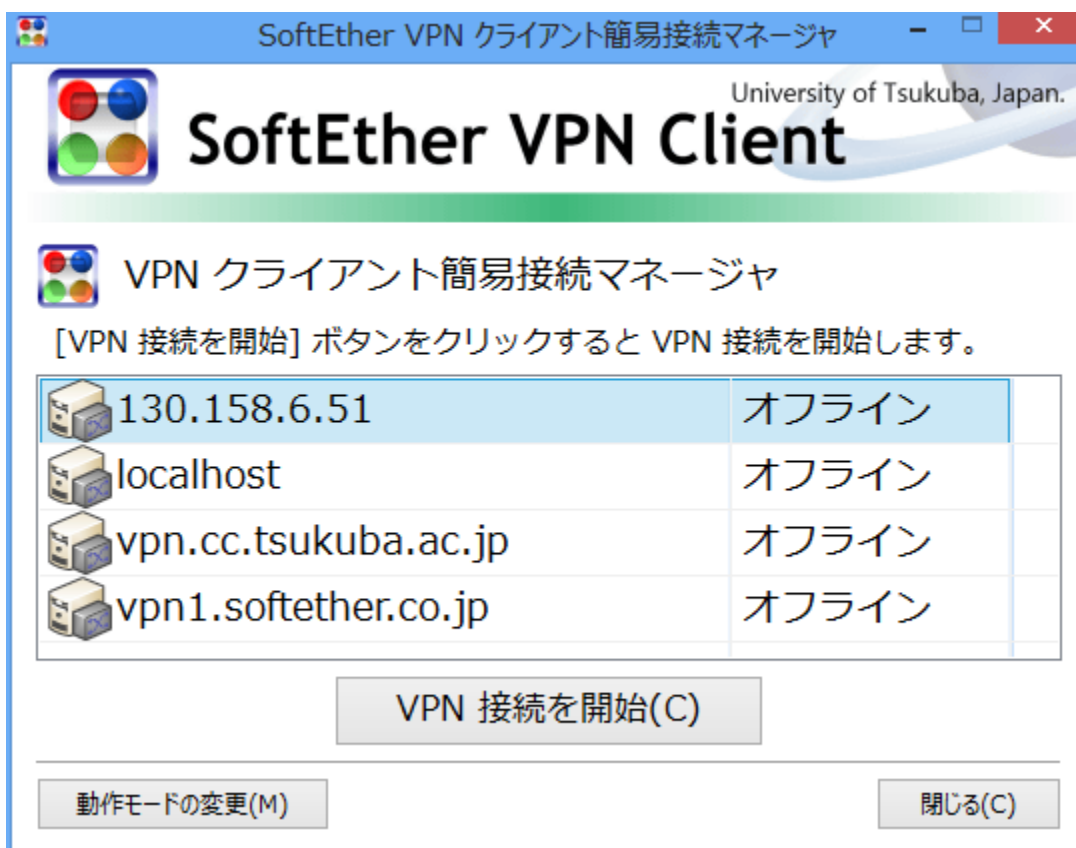 SoftEther VPN クライアント簡易接続マネージャ
University of Tsukuba, Japan.
SoftEther VPN Client
VPN クライアント簡易接続マネージャ
[VPN 接続を開始] ボタンをクリックすると VPN 接続を開始します。
130.158.6.51 オフライン
localhost オフライン
vpn.cc.tsukuba.ac.jp オフライン
vpn1.softether.co.jp オフライン
VPN 接続を開始(C)
動作モードの変更(M) 閉じる(C)